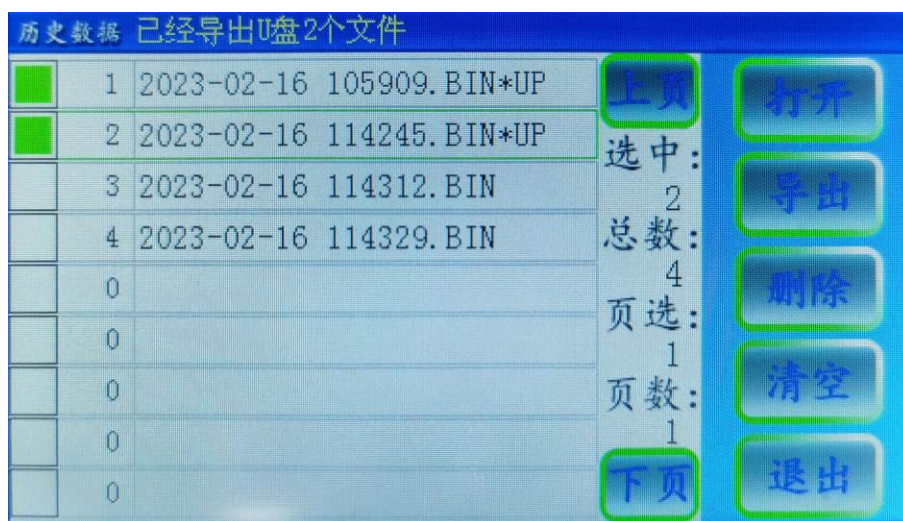 历史数据 已经导出U盘2个文件
1 2023-02-16 105909.BIN*UP
2 2023-02-16 114245.BIN*UP
3 2023-02-16 114312.BIN
4 2023-02-16 114329.BIN
0
0
0
0
0
上页
选中:
2
总数:
4
页选:
1
页数:
1
下页
打开
导出
删除
清空
退出